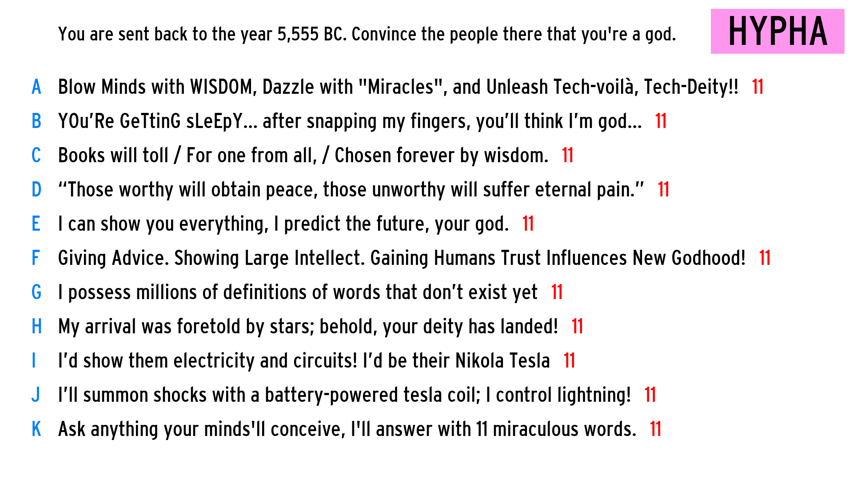 You are sent back to the year 5,555 BC. Convince the people there that you're a god.
HYPHA
A Blow Minds with WISDOM, Dazzle with "Miracles", and Unleash Tech-voilà, Tech-Deity!! 11
B YOu’Re GeTtinG sLeEpY... after snapping my fingers, you’ll think I’m god... 11
C Books will toll / For one from all, / Chosen forever by wisdom. 11
D “Those worthy will obtain peace, those unworthy will suffer eternal pain.” 11
E I can show you everything, I predict the future, your god. 11
F Giving Advice. Showing Large Intellect. Gaining Humans Trust Influences New Godhood! 11
G I possess millions of definitions of words that don’t exist yet 11
H My arrival was foretold by stars; behold, your deity has landed! 11
I I’d show them electricity and circuits! I’d be their Nikola Tesla 11
J I’ll summon shocks with a battery-powered tesla coil; I control lightning! 11
K Ask anything your minds'll conceive, I'll answer with 11 miraculous words. 11